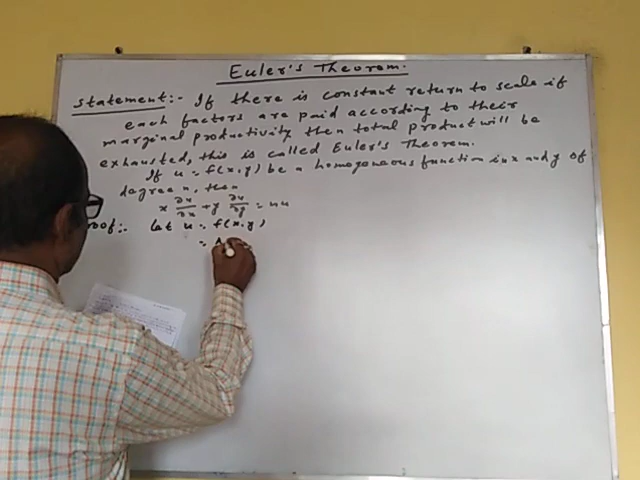 Euler's Theorem.
Statement:- If there is constant return to scale if
each factors are paid according to their
marginal productivity then total product will be
exhausted, this is called Euler's Theorem.
If u = f(x,y) be a homogeneous function in x and y of
degree n, then
x ∂u/∂x + y ∂u/∂y = nu
oof:- Let u = f(x,y)
= A